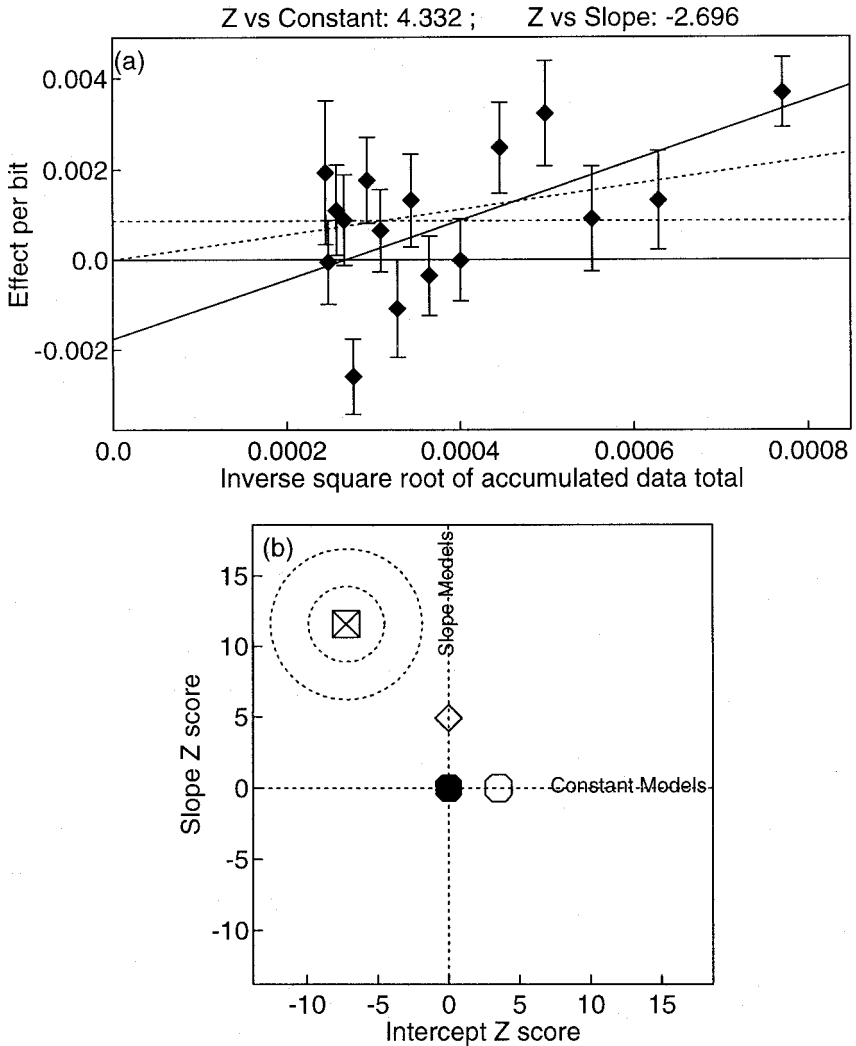 Z vs Constant: 4.332 ; Z vs Slope: -2.696
(a)
Effect per bit
0.004
0.002
0.0
-0.002
0.0 0.0002 0.0004 0.0006 0.0008
Inverse square root of accumulated data total
(b)
Slope Models
Constant Models
Slope Z score
15
10
5
0
-5
-10
-10 -5 0 5 10 15
Intercept Z score